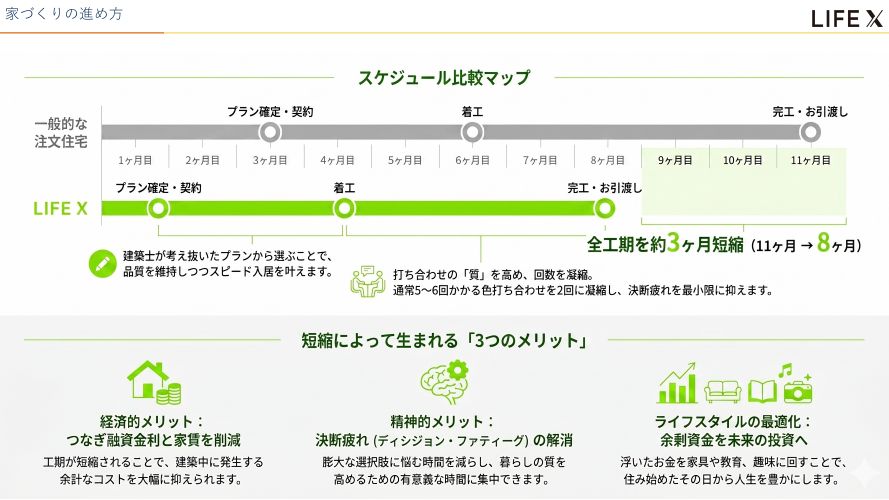 家づくりの進め方
LIFE X
スケジュール比較マップ
一般的な
注文住宅
プラン確定・契約
着工
完工・お引渡し
1ヶ月目
2ヶ月目
3ヶ月目
4ヶ月目
5ヶ月目
6ヶ月目
7ヶ月目
8ヶ月目
9ヶ月目
10ヶ月目
11ヶ月目
LIFE X
プラン確定・契約
着工
完工・お引渡し
全工期を約3ヶ月短縮（11ヶ月 → 8ヶ月）
建築士が考え抜いたプランから選ぶことで、
品質を維持しつつスピード入居を叶えます。
打ち合わせの「質」を高め、回数を凝縮。
通常5〜6回かかる色打ち合わせを2回に凝縮し、決断疲れを最小限に抑えます。
短縮によって生まれる「3つのメリット」
経済的メリット：
つなぎ融資金利と家賃を削減
工期が短縮されることで、建築中に発生する
余計なコストを大幅に抑えられます。
精神的メリット：
決断疲れ (ディシジョン・ファティーグ) の解消
膨大な選択肢に悩む時間を減らし、暮らしの質を
高めるための有意義な時間に集中できます。
ライフスタイルの最適化：
余剰資金を未来の投資へ
浮いたお金を家具や教育、趣味に回すことで、
住み始めたその日から人生を豊かにします。